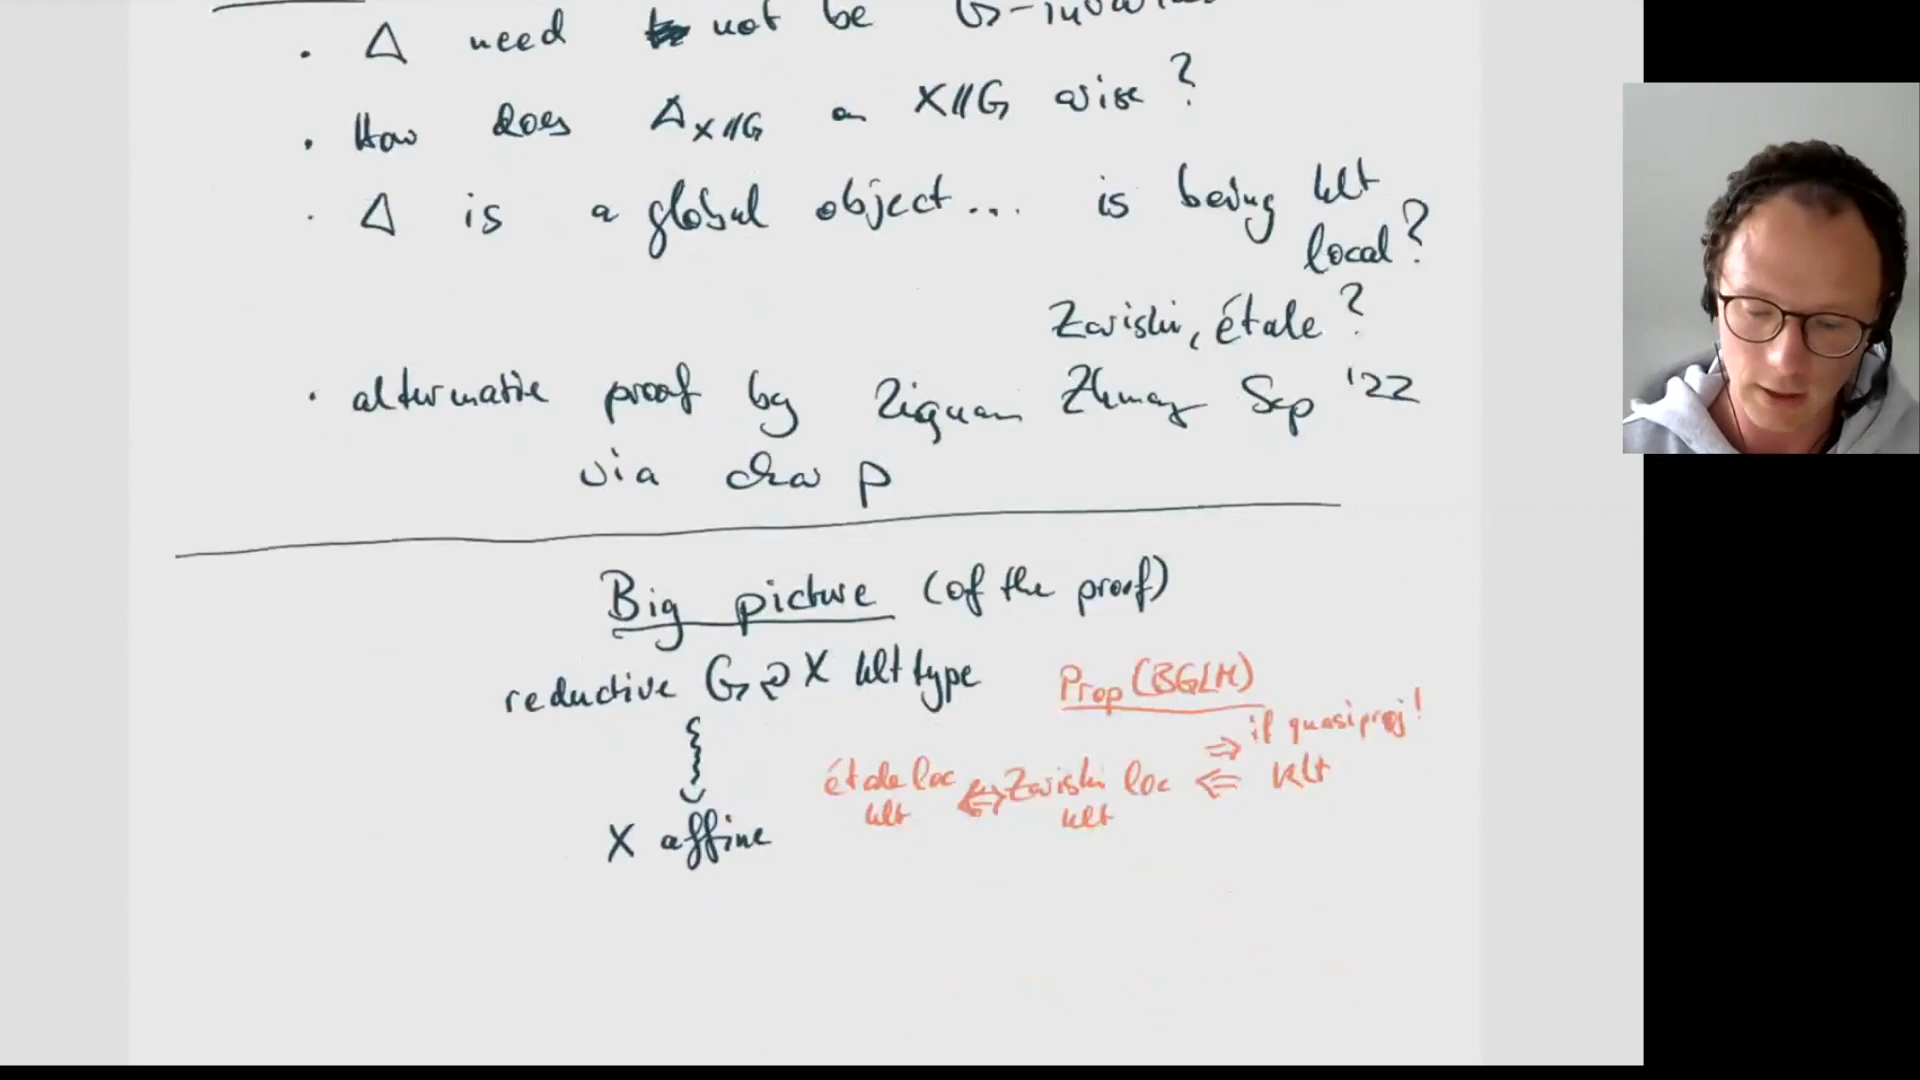 · Δ need not be G-invariant
· How does Δ_{X//G} on X//G arise?
· Δ is a global object... is being klt
local?
Zariski, étale?
· alternative proof by Ziquan Zhuang Sep '22
via char p
Big picture (of the proof)
reductive G ⊃ X klt type
Prop (BGLM)
⇒ if quasiproj!
étale loc ⇔ Zariski loc ⇐ klt
klt klt
X affine